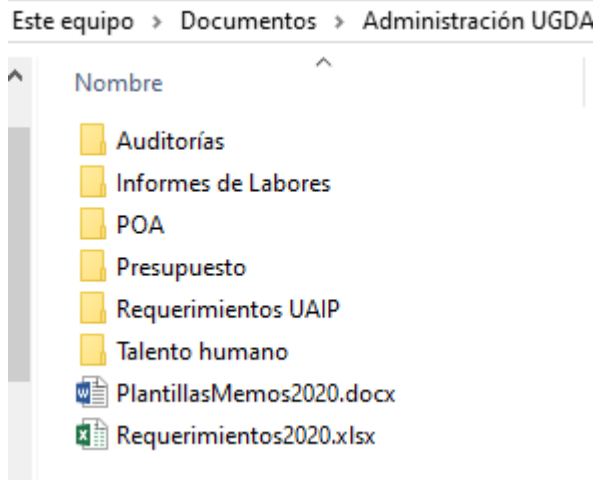 Este equipo > Documentos > Administración UGDA
Nombre
Auditorías
Informes de Labores
POA
Presupuesto
Requerimientos UAIP
Talento humano
PlantillasMemos2020.docx
Requerimientos2020.xlsx